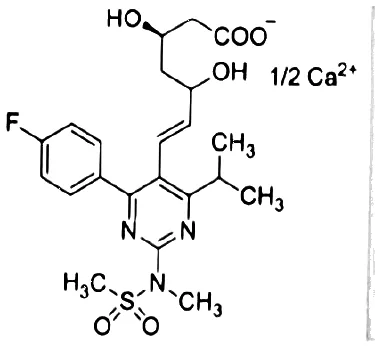 HO
COO⁻
OH 1/2 Ca²⁺
F
CH₃
CH₃
N N
H₃C N CH₃
S
O O